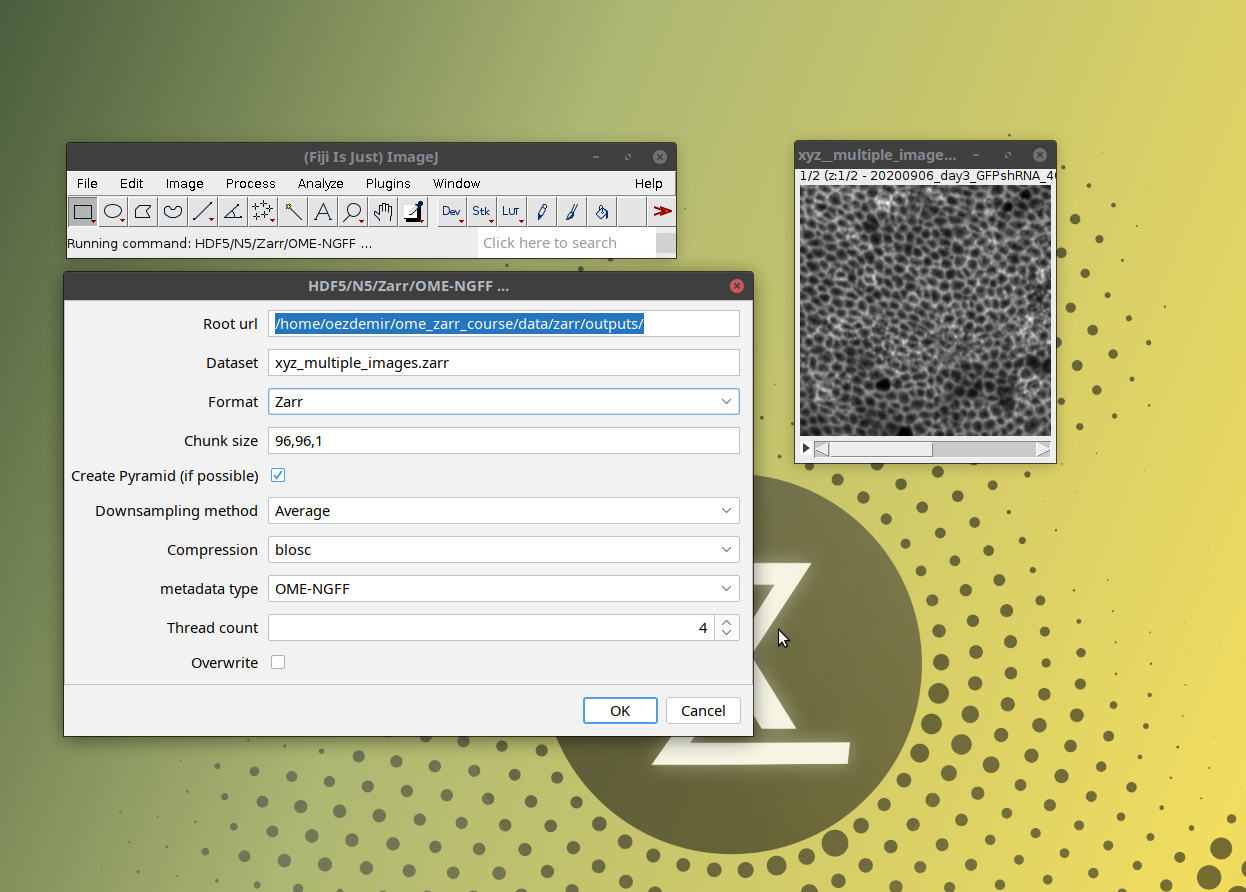 (Fiji Is Just) ImageJ
File Edit Image Process Analyze Plugins Window Help
A Dev Stk LUT
Running command: HDF5/N5/Zarr/OME-NGFF ... Click here to search
xyz__multiple_image...
1/2 (z:1/2 - 20200906_day3_GFPshRNA_4
HDF5/N5/Zarr/OME-NGFF ...
Root url /home/oezdemir/ome_zarr_course/data/zarr/outputs/
Dataset xyz_multiple_images.zarr
Format Zarr
Chunk size 96,96,1
Create Pyramid (if possible)
Downsampling method Average
Compression blosc
metadata type OME-NGFF
Thread count 4
Overwrite
OK Cancel